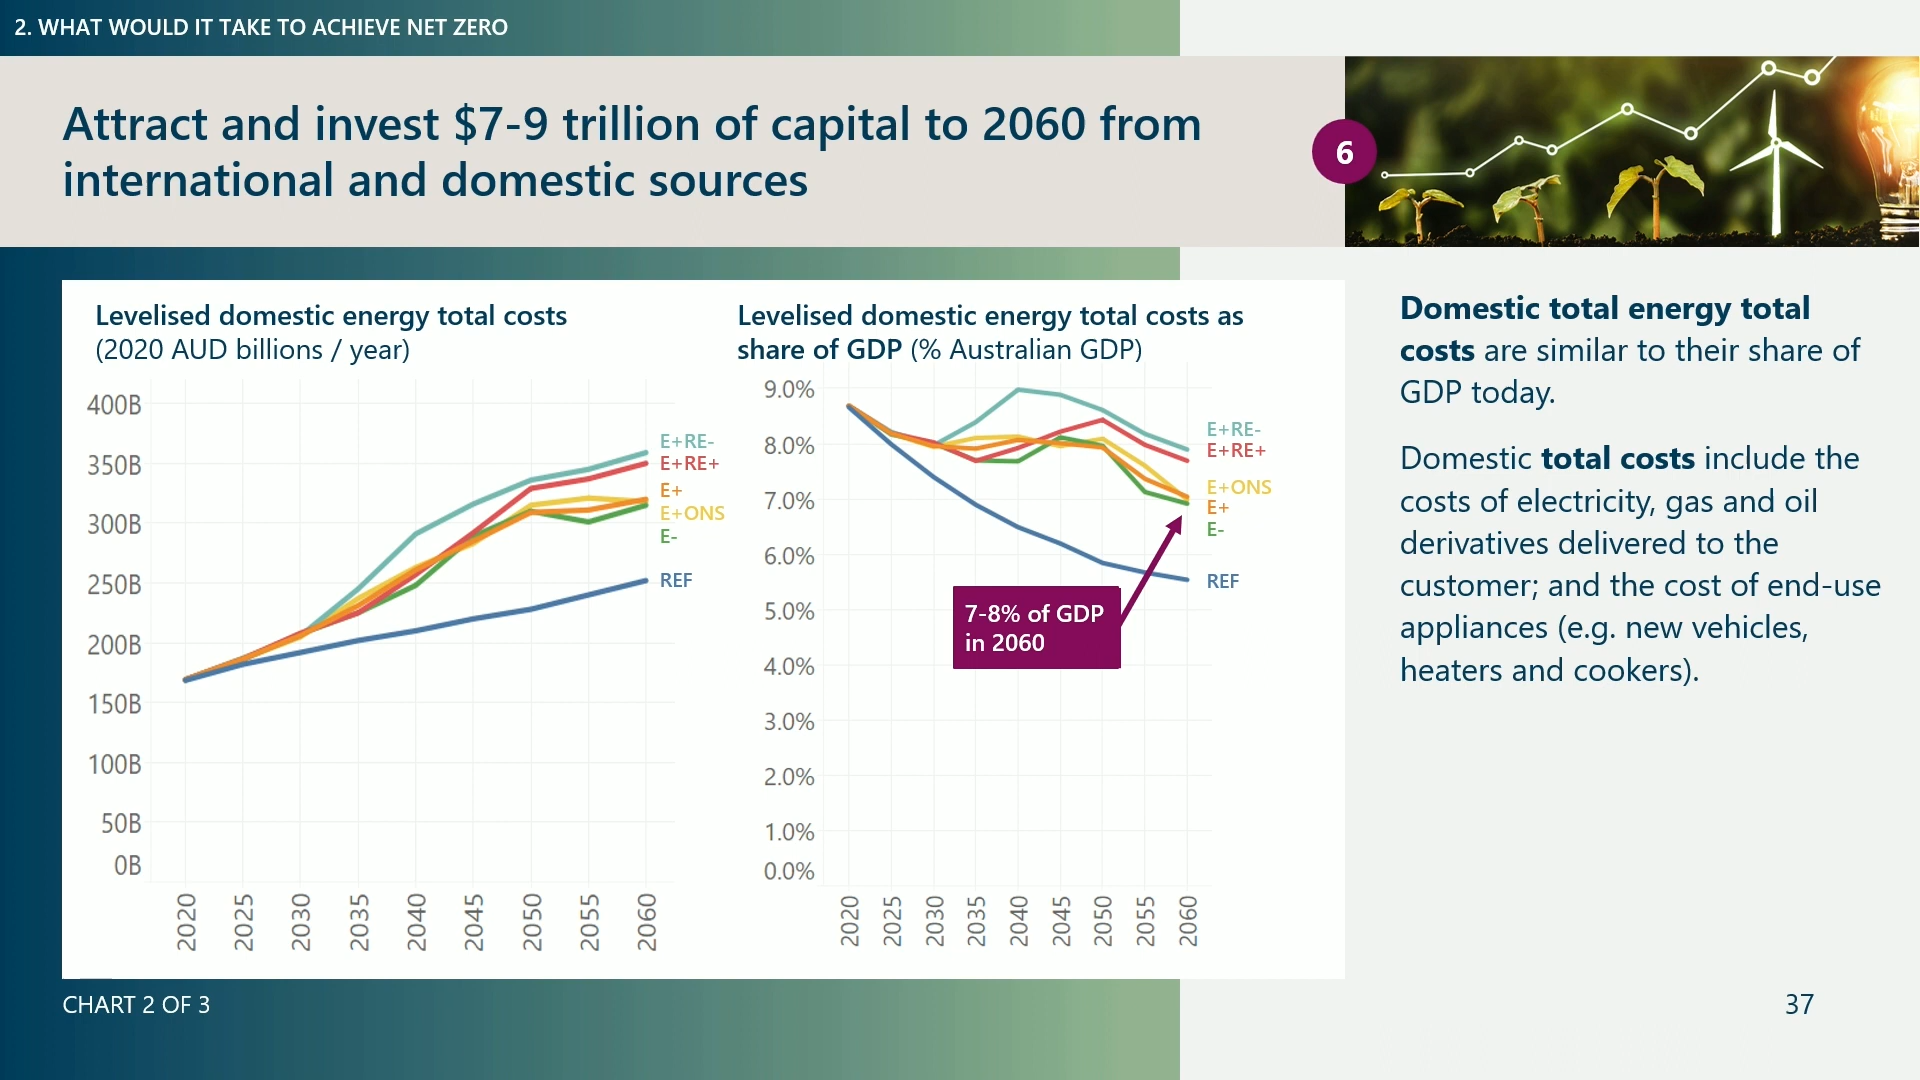 2. WHAT WOULD IT TAKE TO ACHIEVE NET ZERO
Attract and invest $7-9 trillion of capital to 2060 from
international and domestic sources
6
Levelised domestic energy total costs
(2020 AUD billions / year)
400B
350B
300B
250B
200B
150B
100B
50B
0B
E+RE-
E+RE+
E+
E+ONS
E-
REF
2020
2025
2030
2035
2040
2045
2050
2055
2060
Levelised domestic energy total costs as
share of GDP (% Australian GDP)
9.0%
8.0%
7.0%
6.0%
5.0%
4.0%
3.0%
2.0%
1.0%
0.0%
E+RE-
E+RE+
E+ONS
E+
E-
REF
7-8% of GDP
in 2060
2020
2025
2030
2035
2040
2045
2050
2055
2060
Domestic total energy total
costs are similar to their share of
GDP today.
Domestic total costs include the
costs of electricity, gas and oil
derivatives delivered to the
customer; and the cost of end-use
appliances (e.g. new vehicles,
heaters and cookers).
CHART 2 OF 3
37